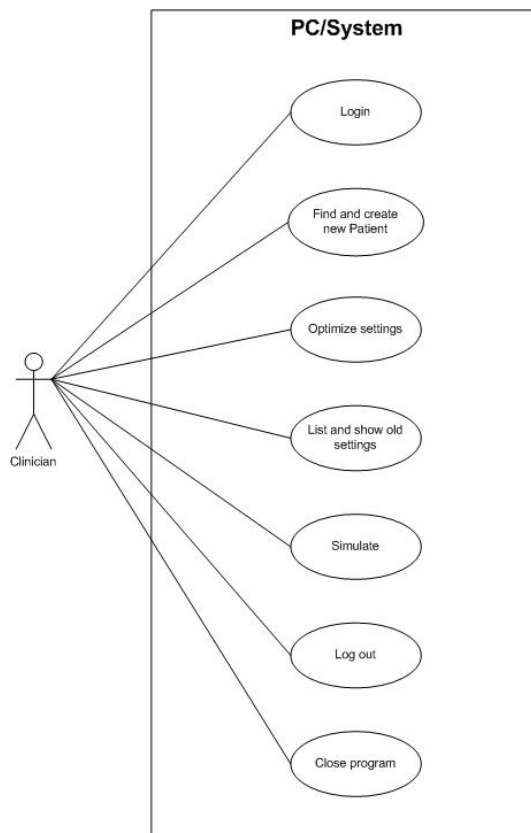 PC/System
Login
Find and create
new Patient
Optimize settings
List and show old
settings
Clinician
Simulate
Log out
Close program